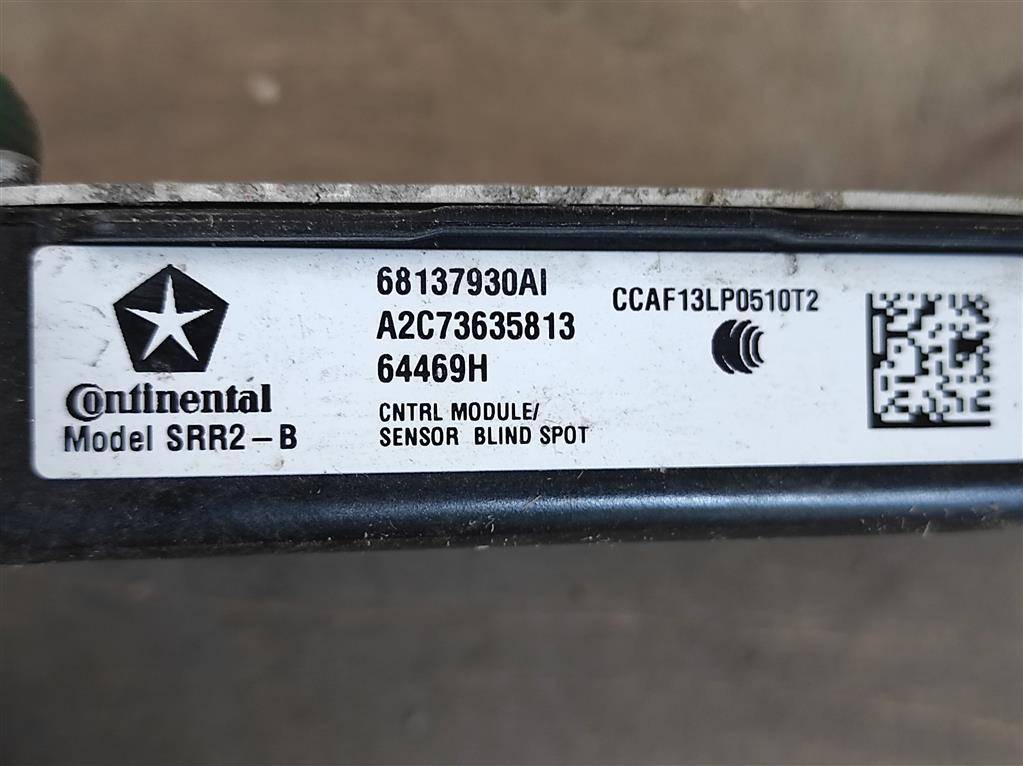 Continental
Model SRR2-B
68137930AI
A2C73635813
64469H
CNTRL MODULE/
SENSOR BLIND SPOT
CCAF13LP0510T2